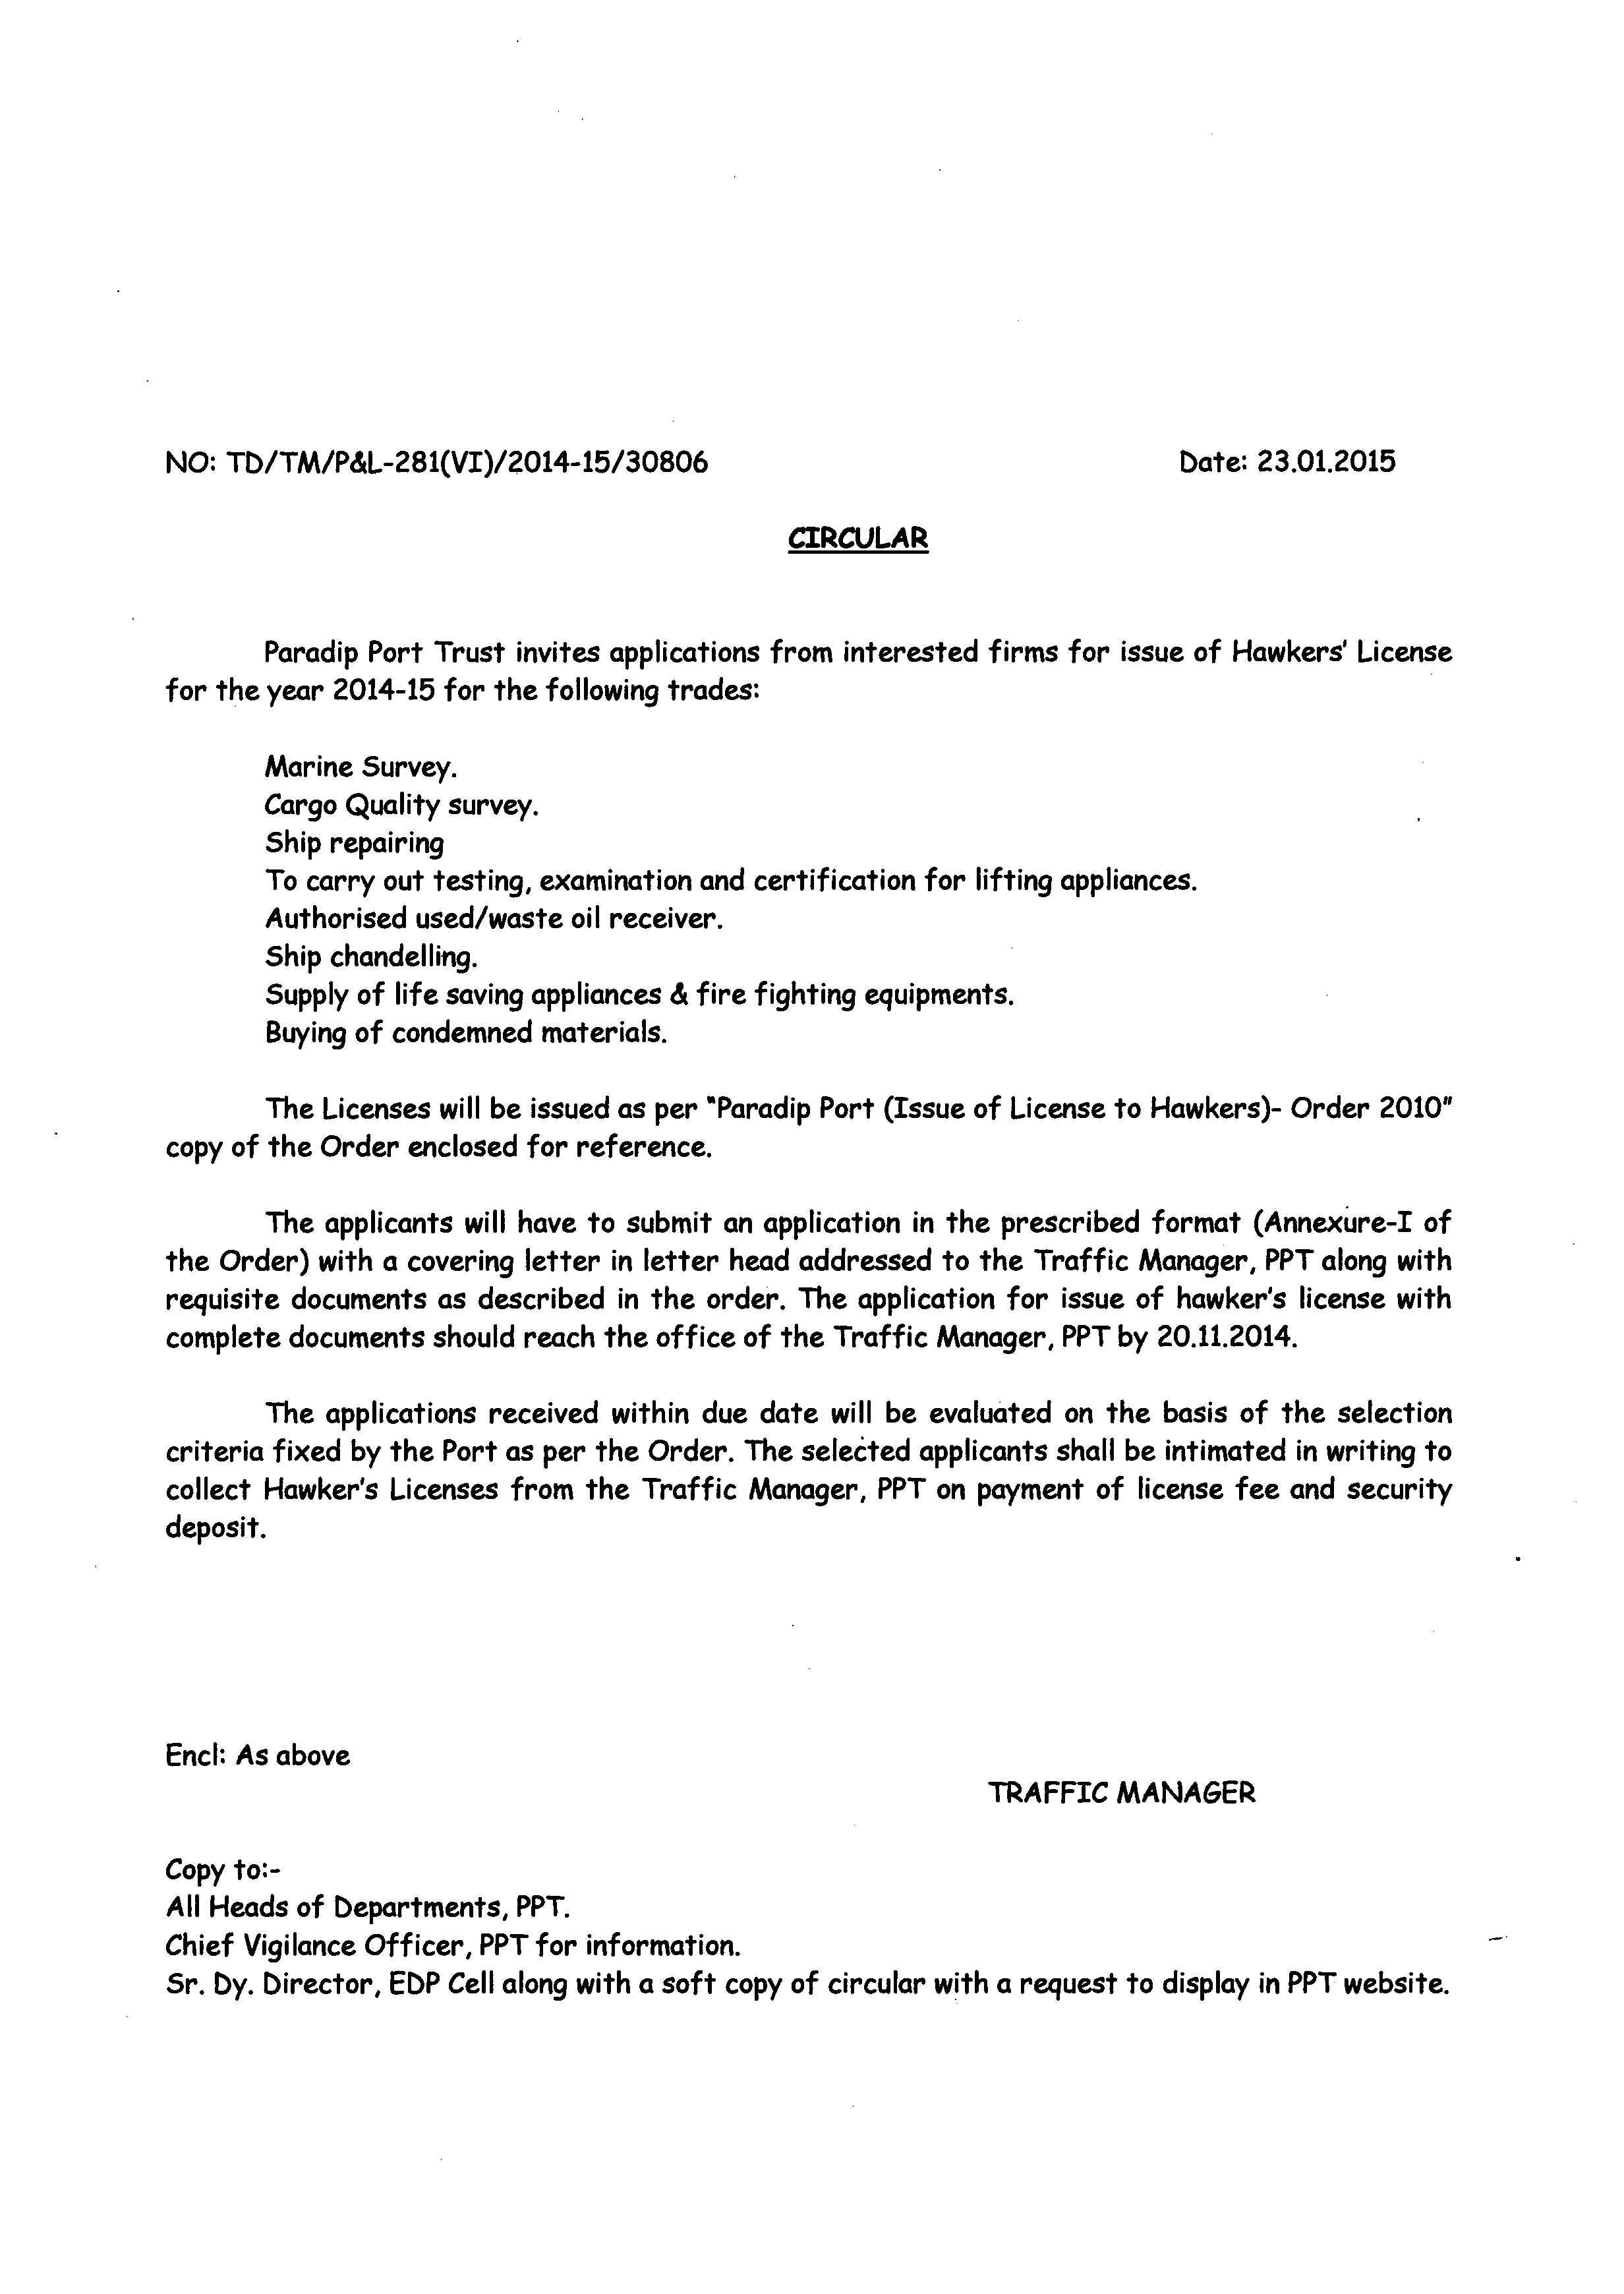 NO: TD/TM/P&L-281(VI)/2014-15/30806 Date: 23.01.2015
CIRCULAR
Paradip Port Trust invites applications from interested firms for issue of Hawkers' License
for the year 2014-15 for the following trades:
Marine Survey.
Cargo Quality survey.
Ship repairing
To carry out testing, examination and certification for lifting appliances.
Authorised used/waste oil receiver.
Ship chandelling.
Supply of life saving appliances & fire fighting equipments.
Buying of condemned materials.
The Licenses will be issued as per "Paradip Port (Issue of License to Hawkers)- Order 2010"
copy of the Order enclosed for reference.
The applicants will have to submit an application in the prescribed format (Annexure-I of
the Order) with a covering letter in letter head addressed to the Traffic Manager, PPT along with
requisite documents as described in the order. The application for issue of hawker's license with
complete documents should reach the office of the Traffic Manager, PPT by 20.11.2014.
The applications received within due date will be evaluated on the basis of the selection
criteria fixed by the Port as per the Order. The selected applicants shall be intimated in writing to
collect Hawker's Licenses from the Traffic Manager, PPT on payment of license fee and security
deposit.
Encl: As above
TRAFFIC MANAGER
Copy to:-
All Heads of Departments, PPT.
Chief Vigilance Officer, PPT for information.
Sr. Dy. Director, EDP Cell along with a soft copy of circular with a request to display in PPT website.